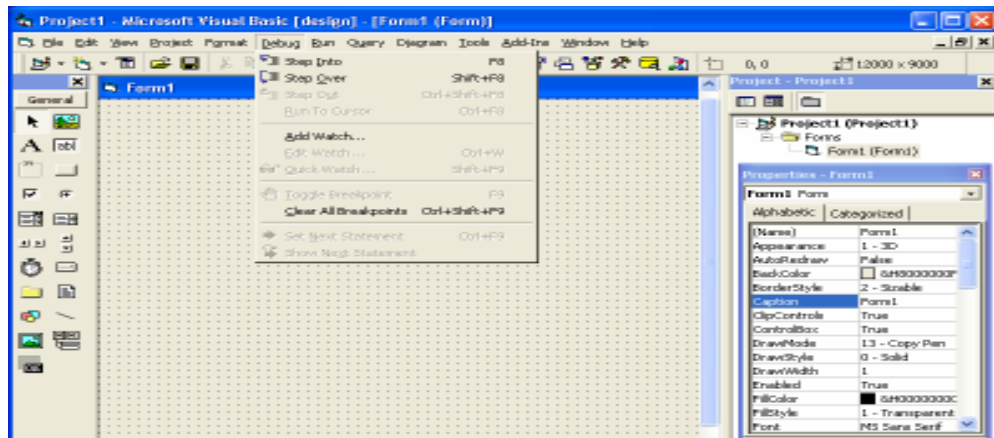 Project1 - Microsoft Visual Basic [design] - [Form1 (Form)]
File Edit View Project Format Debug Run Query Diagram Tools Add-Ins Window Help
0, 0 12000 x 9000
General
Form1
Step Into F8
Step Over Shift+F8
Step Out Ctrl+Shift+F8
Run To Cursor Ctrl+F8
Add Watch...
Edit Watch... Ctrl+W
Quick Watch... Shift+F9
Toggle Breakpoint F9
Clear All Breakpoints Ctrl+Shift+F9
Set Next Statement Ctrl+F9
Show Next Statement
Project - Project1
Project1 (Project1)
Forms
Form1 (Form1)
Properties - Form1
Form1 Form
Alphabetic Categorized
(Name) Form1
Appearance 1 - 3D
AutoRedraw False
BackColor &H8000000F
BorderStyle 2 - Sizable
Caption Form1
ClipControls True
ControlBox True
DrawMode 13 - Copy Pen
DrawStyle 0 - Solid
DrawWidth 1
Enabled True
FillColor &H0000000C
FillStyle 1 - Transparent
Font MS Sans Serif